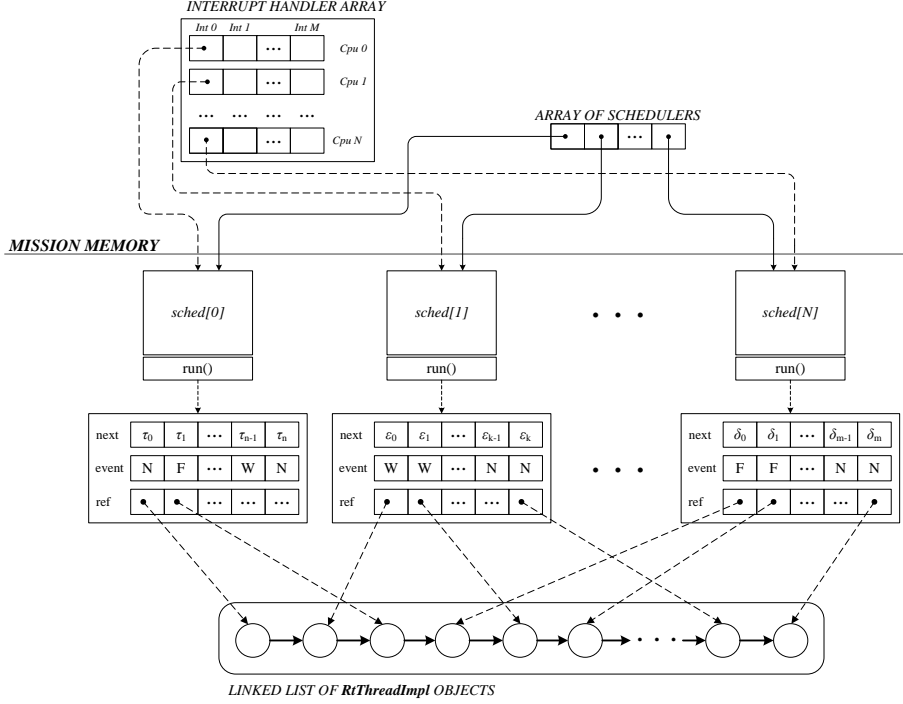 INTERRUPT HANDLER ARRAY
Int 0 Int 1 Int M
... Cpu 0
... Cpu 1
... ... ... ...
... Cpu N
ARRAY OF SCHEDULERS
...
MISSION MEMORY
sched[0] sched[1] . . . sched[N]
run() run() run()
next τ0 τ1 ... τn-1 τn next ε0 ε1 ... εk-1 εk next δ0 δ1 ... δm-1 δm
event N F ... W N event W W ... N N . . . event F F ... N N
ref ... ... ... ref ... ... ref ... ...
. . .
LINKED LIST OF RtThreadImpl OBJECTS